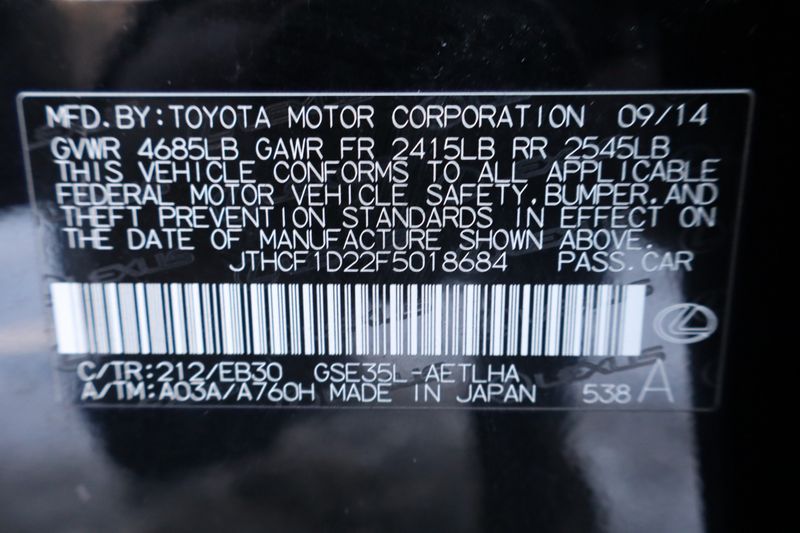 MFD.BY:TOYOTA MOTOR CORPORATION 09/14
GVWR 4685LB GAWR FR 2415LB RR 2545LB
THIS VEHICLE CONFORMS TO ALL APPLICABLE
FEDERAL MOTOR VEHICLE SAFETY,BUMPER,AND
THEFT PREVENTION STANDARDS IN EFFECT ON
THE DATE OF MANUFACTURE SHOWN ABOVE.
JTHCF1D22F5018684 PASS.CAR
C/TR:212/EB30 GSE35L-AETLHA
A/TM:A03A/A760H MADE IN JAPAN 538 A